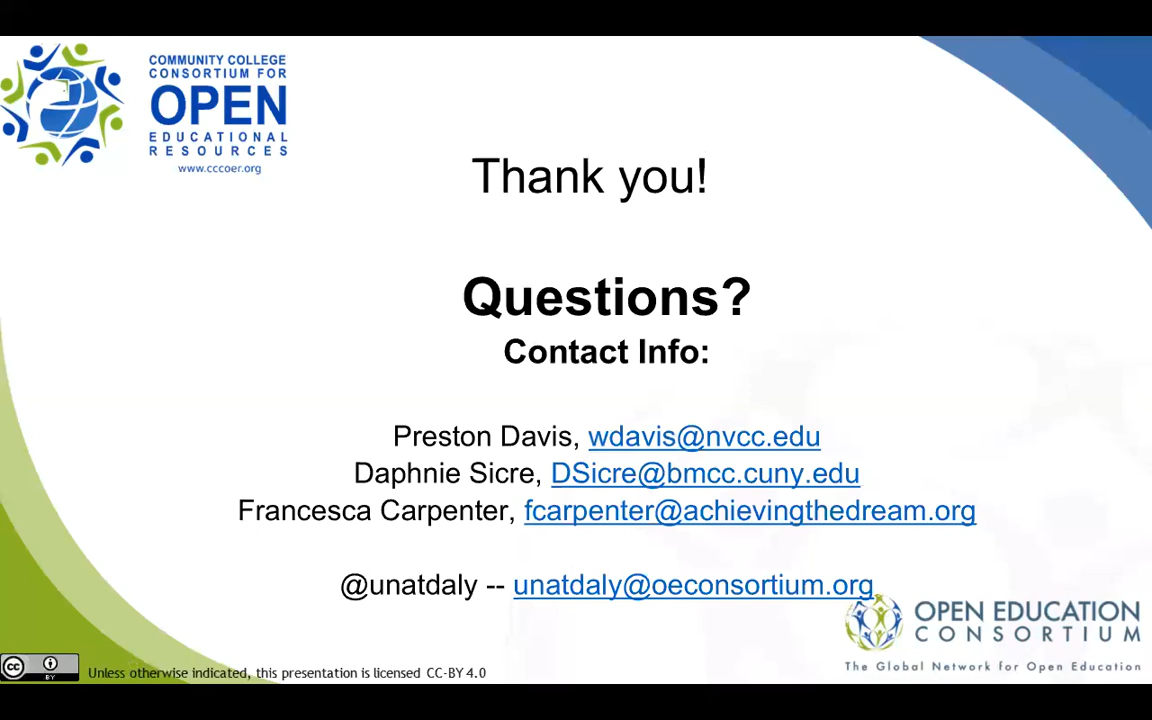 COMMUNITY COLLEGE
CONSORTIUM FOR
OPEN
EDUCATIONAL
RESOURCES
www.cccoer.org
Thank you!
Questions?
Contact Info:
Preston Davis, wdavis@nvcc.edu
Daphnie Sicre, DSicre@bmcc.cuny.edu
Francesca Carpenter, fcarpenter@achievingthedream.org
@unatdaly -- unatdaly@oeconsortium.org
OPEN EDUCATION
CONSORTIUM
The Global Network for Open Education
cc
BY
Unless otherwise indicated, this presentation is licensed CC-BY 4.0